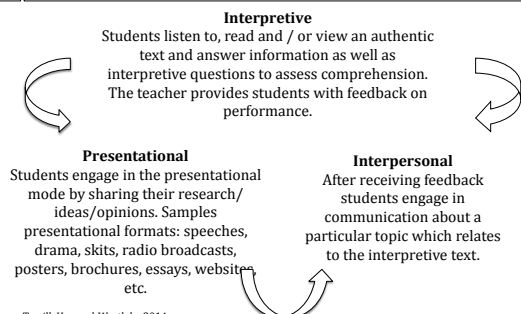 Interpretive
Students listen to, read and / or view an authentic
text and answer information as well as
interpretive questions to assess comprehension.
The teacher provides students with feedback on
performance.
Presentational
Students engage in the presentational
mode by sharing their research/
ideas/opinions. Samples
presentational formats: speeches,
drama, skits, radio broadcasts,
posters, brochures, essays, websites,
etc.
Interpersonal
After receiving feedback
students engage in
communication about a
particular topic which relates
to the interpretive text.